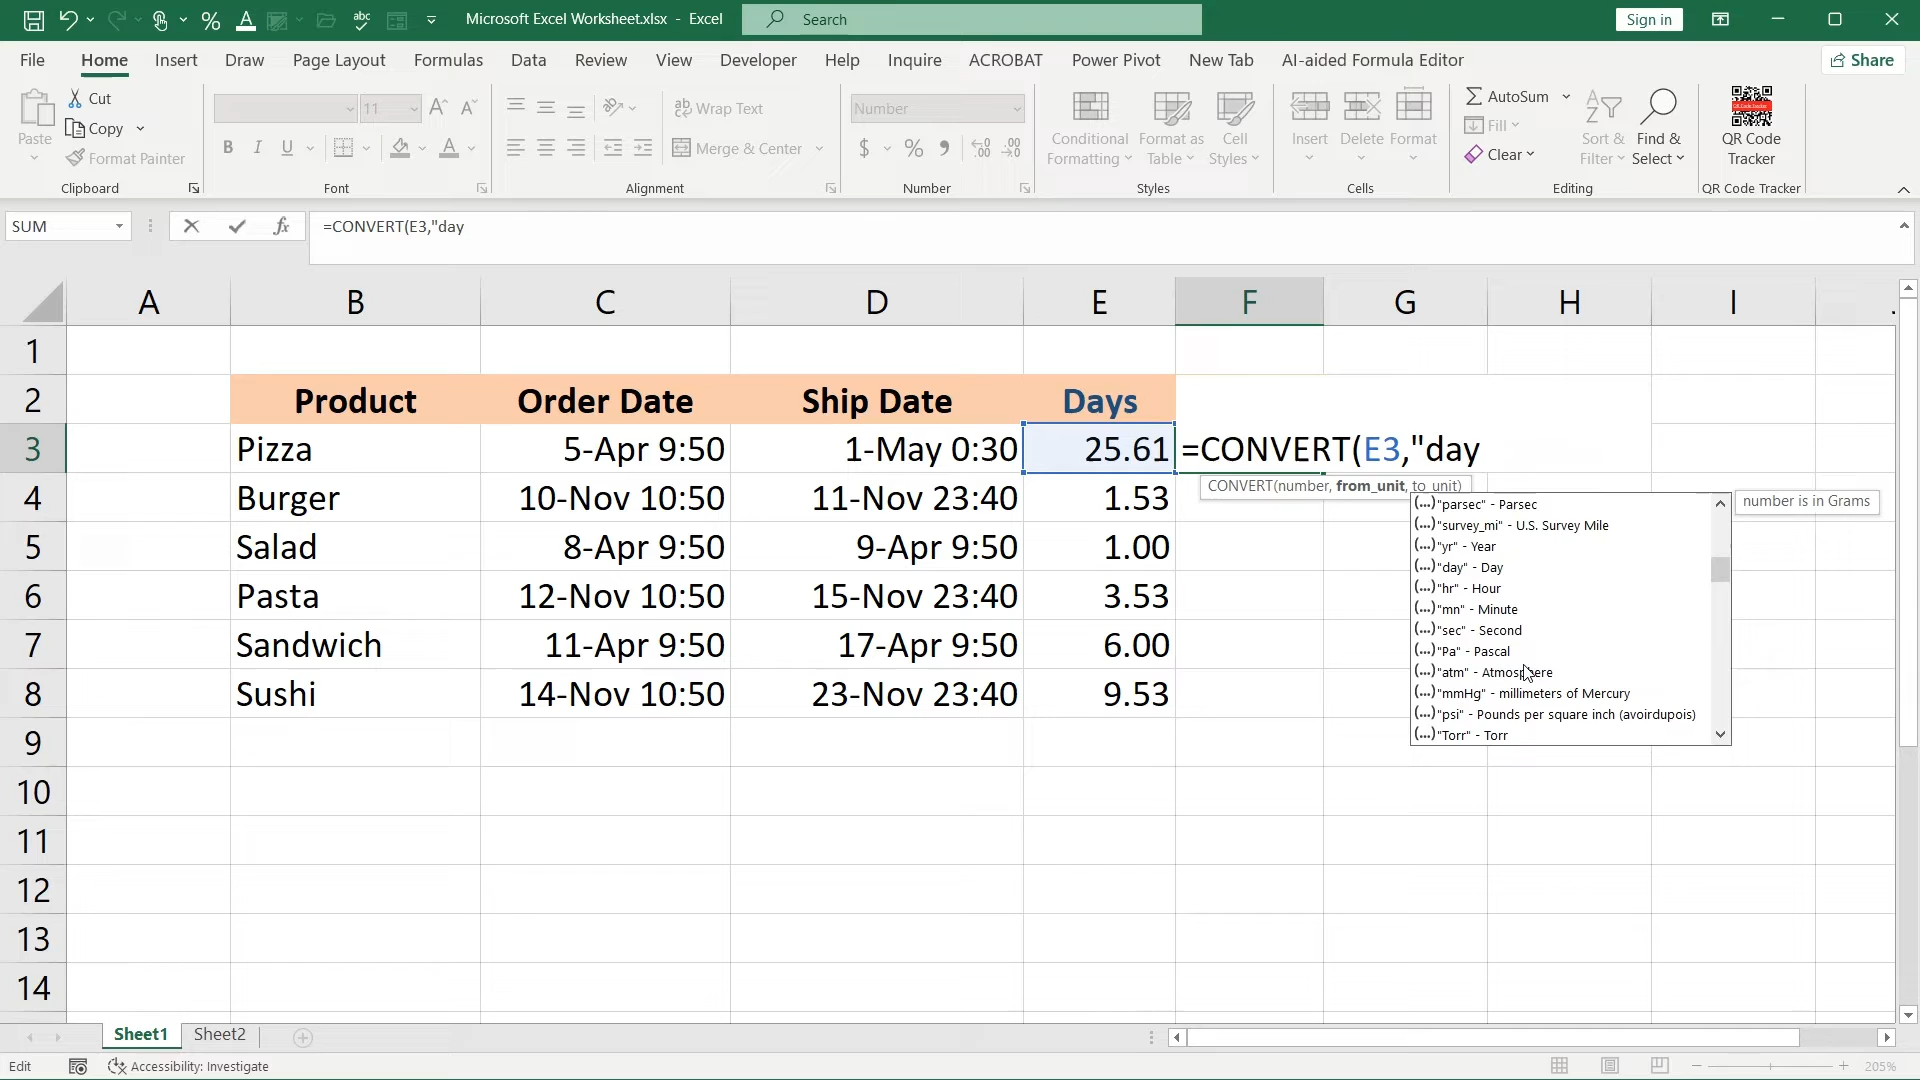 abc
Microsoft Excel Worksheet.xlsx - Excel
Search
Sign in
File Home Insert Draw Page Layout Formulas Data Review View Developer Help Inquire ACROBAT Power Pivot New Tab AI-aided Formula Editor
Share
Paste
Cut
Copy
Format Painter
Clipboard
11
B I U
Font
Wrap Text
Merge & Center
Alignment
Number
$ %
Number
Conditional Formatting
Format as Table
Cell Styles
Styles
Insert
Delete
Format
Cells
AutoSum
Fill
Clear
Sort & Filter
Find & Select
Editing
QR Code Tracker
QR Code Tracker
SUM
fx
=CONVERT(E3,"day
A B C D E F G H I
1
2 Product Order Date Ship Date Days
3 Pizza 5-Apr 9:50 1-May 0:30 25.61 =CONVERT(E3,"day
CONVERT(number, from_unit, to_unit)
4 Burger 10-Nov 10:50 11-Nov 23:40 1.53
5 Salad 8-Apr 9:50 9-Apr 9:50 1.00
6 Pasta 12-Nov 10:50 15-Nov 23:40 3.53
7 Sandwich 11-Apr 9:50 17-Apr 9:50 6.00
8 Sushi 14-Nov 10:50 23-Nov 23:40 9.53
9
10
11
12
13
14
(...)"parsec" - Parsec
(...)"survey_mi" - U.S. Survey Mile
(...)"yr" - Year
(...)"day" - Day
(...)"hr" - Hour
(...)"mn" - Minute
(...)"sec" - Second
(...)"Pa" - Pascal
(...)"atm" - Atmosphere
(...)"mmHg" - millimeters of Mercury
(...)"psi" - Pounds per square inch (avoirdupois)
(...)"Torr" - Torr
number is in Grams
Sheet1 Sheet2
Edit
Accessibility: Investigate
205%